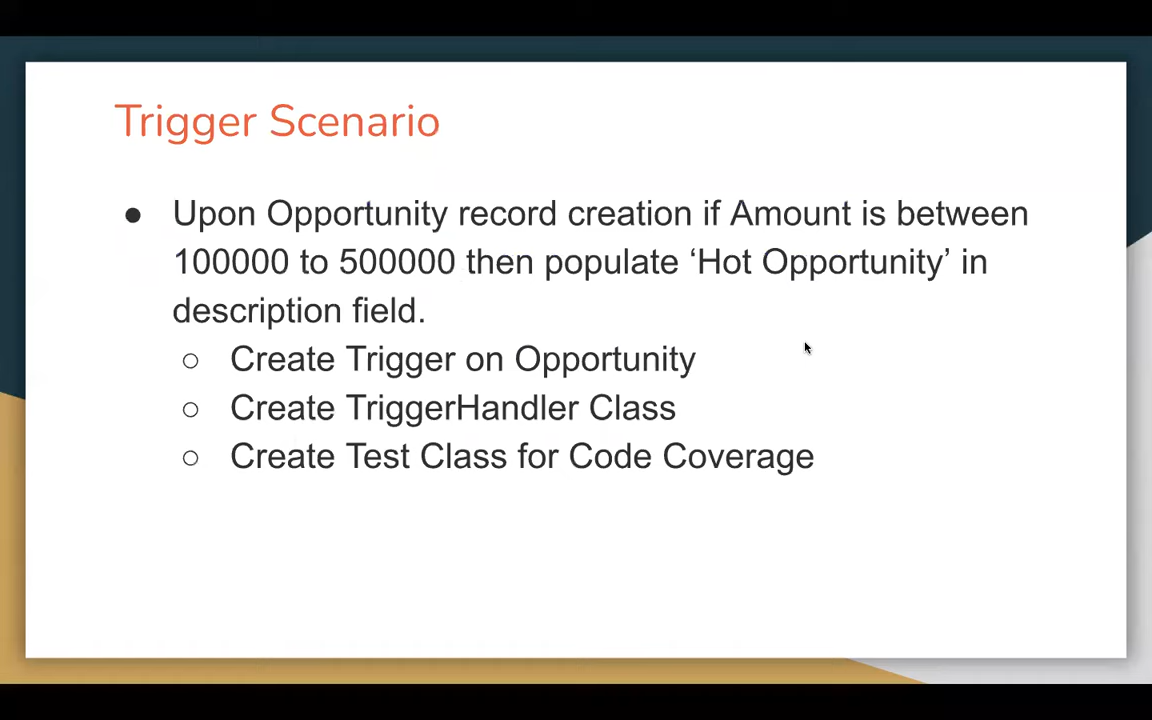 Trigger Scenario
● Upon Opportunity record creation if Amount is between
100000 to 500000 then populate ‘Hot Opportunity’ in
description field.
○ Create Trigger on Opportunity
○ Create TriggerHandler Class
○ Create Test Class for Code Coverage